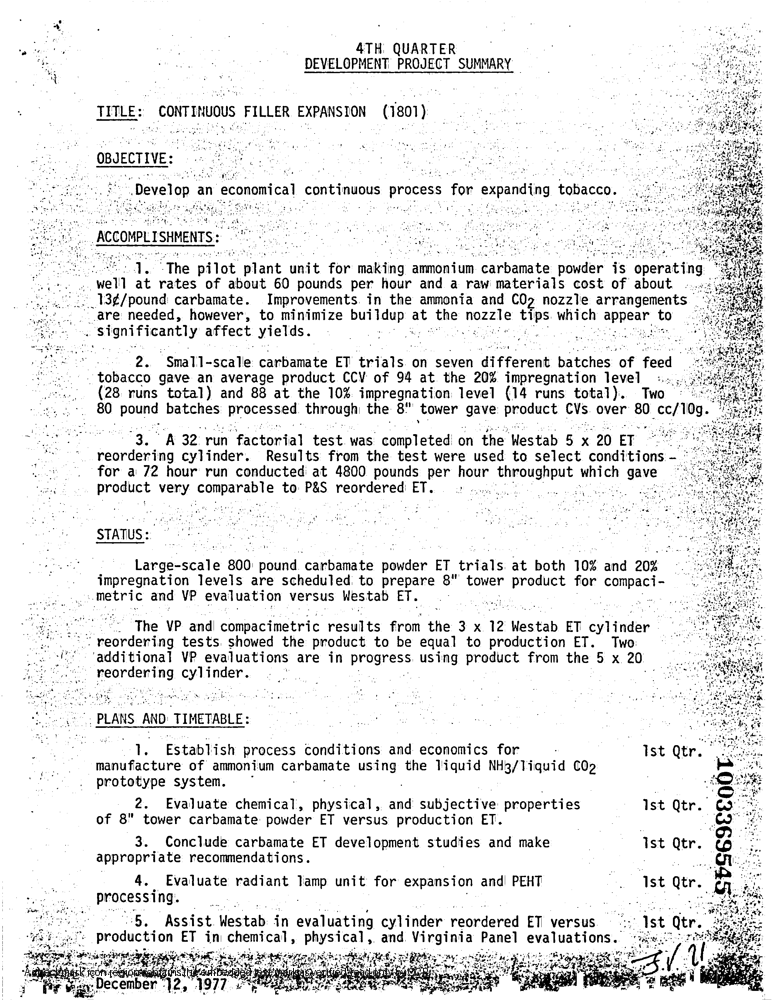 4TH QUARTER
DEVELOPMENT PROJECT SUMMARY
TITLE: CONTINUOUS FILLER EXPANSION (1801)
OBJECTIVE:
Develop an economical continuous process for expanding tobacco.
ACCOMPLISHMENTS:
1. The pilot plant unit for making ammonium carbamate powder is operating
well at rates of about 60 pounds per hour and a raw materials cost of about
13¢/pound carbamate. Improvements in the ammonia and CO2 nozzle arrangements
are needed, however, to minimize buildup at the nozzle tips which appear to
significantly affect yields.
2. Small-scale carbamate ET trials on seven different batches of feed
tobacco gave an average product CCV of 94 at the 20% impregnation level
(28 runs total) and 88 at the 10% impregnation level (14 runs total). Two
80 pound batches processed through the 8" tower gave product CVs over 80 cc/10g.
3. A 32 run factorial test was completed on the Westab 5 x 20 ET
reordering cylinder. Results from the test were used to select conditions
for a 72 hour run conducted at 4800 pounds per hour throughput which gave
product very comparable to P&S reordered ET.
STATUS:
Large-scale 800 pound carbamate powder ET trials at both 10% and 20%
impregnation levels are scheduled to prepare 8" tower product for compaci-
metric and VP evaluation versus Westab ET.
The VP and compacimetric results from the 3 x 12 Westab ET cylinder
reordering tests showed the product to be equal to production ET. Two
additional VP evaluations are in progress using product from the 5 x 20
reordering cylinder.
PLANS AND TIMETABLE:
1. Establish process conditions and economics for 1st Qtr.
manufacture of ammonium carbamate using the liquid NH3/liquid CO2
prototype system.
2. Evaluate chemical, physical, and subjective properties 1st Qtr.
of 8" tower carbamate powder ET versus production ET.
3. Conclude carbamate ET development studies and make 1st Qtr.
appropriate recommendations.
4. Evaluate radiant lamp unit for expansion and PEHT 1st Qtr.
processing.
5. Assist Westab in evaluating cylinder reordered ET versus 1st Qtr.
production ET in chemical, physical, and Virginia Panel evaluations.
December 12, 1977
1003369545